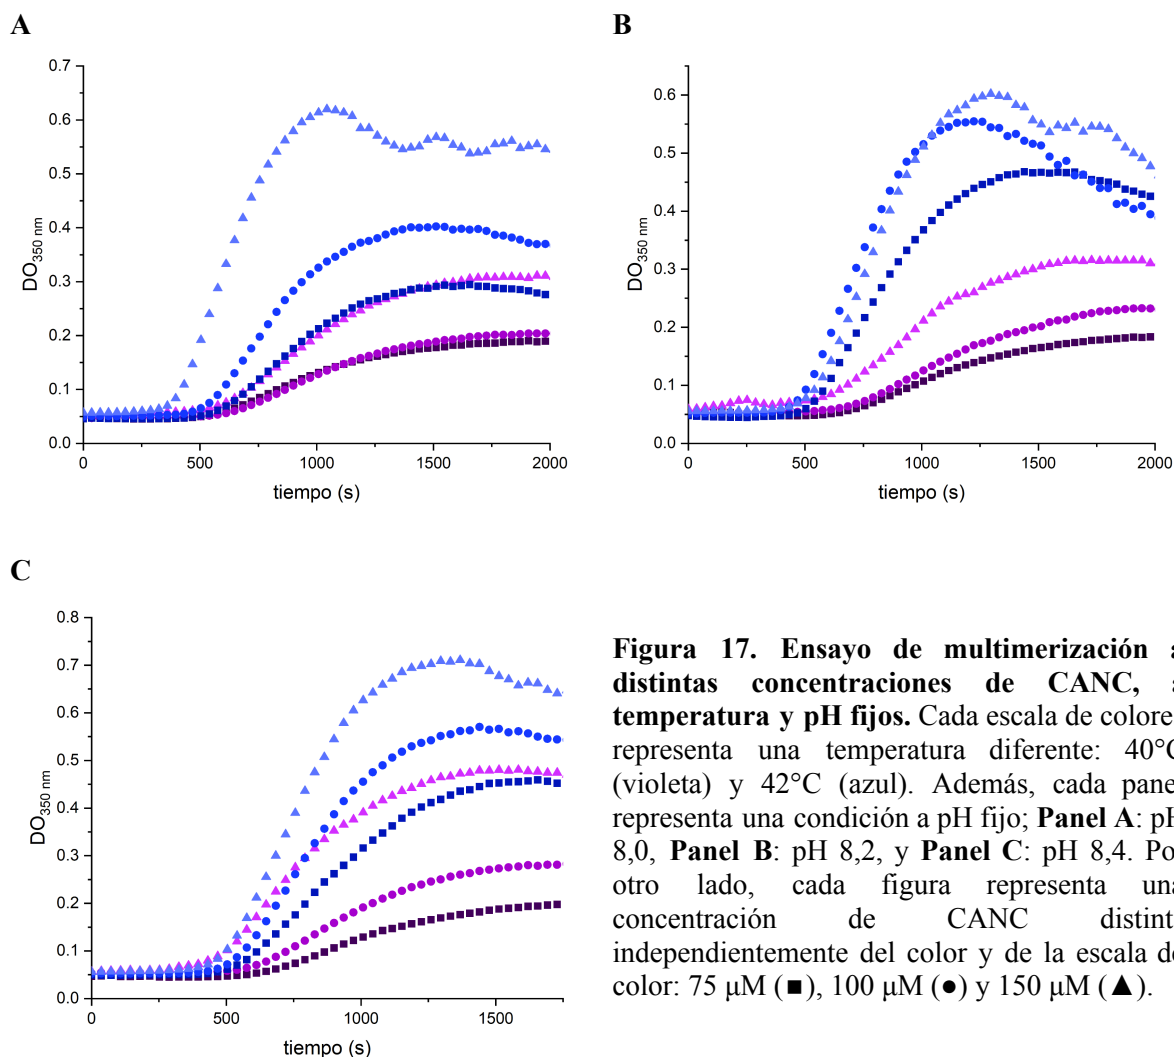 A
0.7
0.6
0.5
0.4
0.3
0.2
0.1
0.0
DO350 nm
0
500
1000
1500
2000
tiempo (s)
B
0.6
0.5
0.4
0.3
0.2
0.1
0.0
DO350 nm
0
500
1000
1500
2000
tiempo (s)
C
0.8
0.7
0.6
0.5
0.4
0.3
0.2
0.1
0.0
DO350 nm
0
500
1000
1500
tiempo (s)
Figura 17. Ensayo de multimerización a
distintas concentraciones de CANC, a
temperatura y pH fijos. Cada escala de colore
representa una temperatura diferente: 40°C
(violeta) y 42°C (azul). Además, cada pane
representa una condición a pH fijo; Panel A: pH
8,0, Panel B: pH 8,2, y Panel C: pH 8,4. Po
otro lado, cada figura representa una
concentración de CANC distint
independientemente del color y de la escala de
color: 75 μM (■), 100 μM (●) y 150 μM (▲).